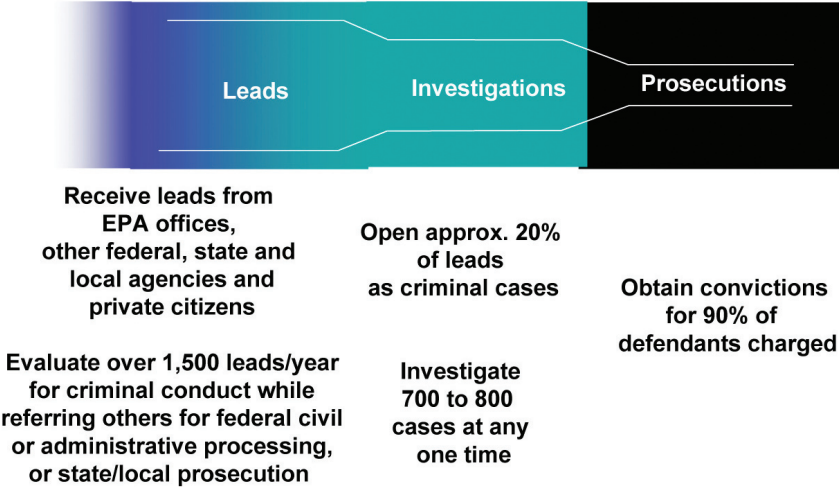 Leads
Investigations
Prosecutions
Receive leads from
EPA offices,
other federal, state and
local agencies and
private citizens
Evaluate over 1,500 leads/year
for criminal conduct while
referring others for federal civil
or administrative processing,
or state/local prosecution
Open approx. 20%
of leads
as criminal cases
Investigate
700 to 800
cases at any
one time
Obtain convictions
for 90% of
defendants charged